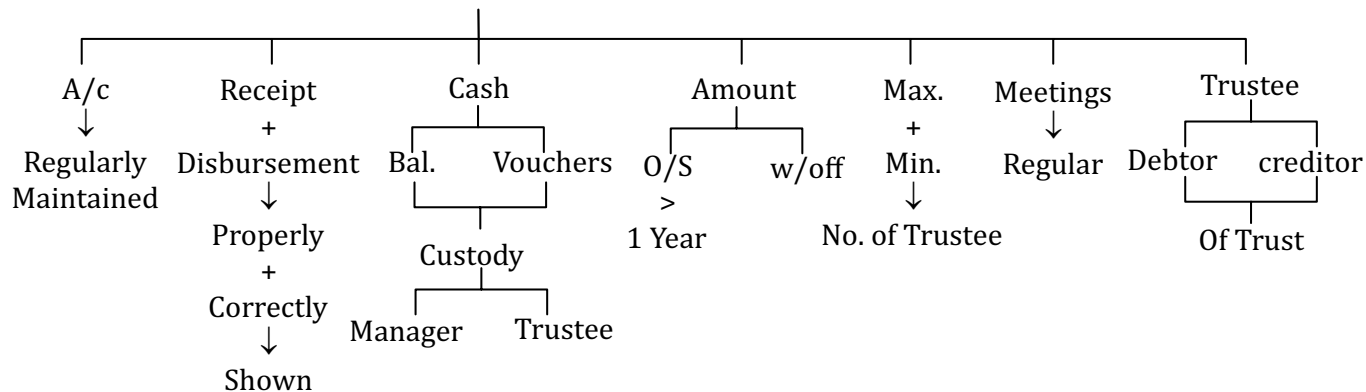 A/c
Regularly
Maintained
Receipt
+
Disbursement
Properly
+
Correctly
Shown
Cash
Bal. Vouchers
Custody
Manager Trustee
Amount
O/S w/off
>
1 Year
Max.
+
Min.
No. of Trustee
Meetings
Regular
Trustee
Debtor creditor
Of Trust